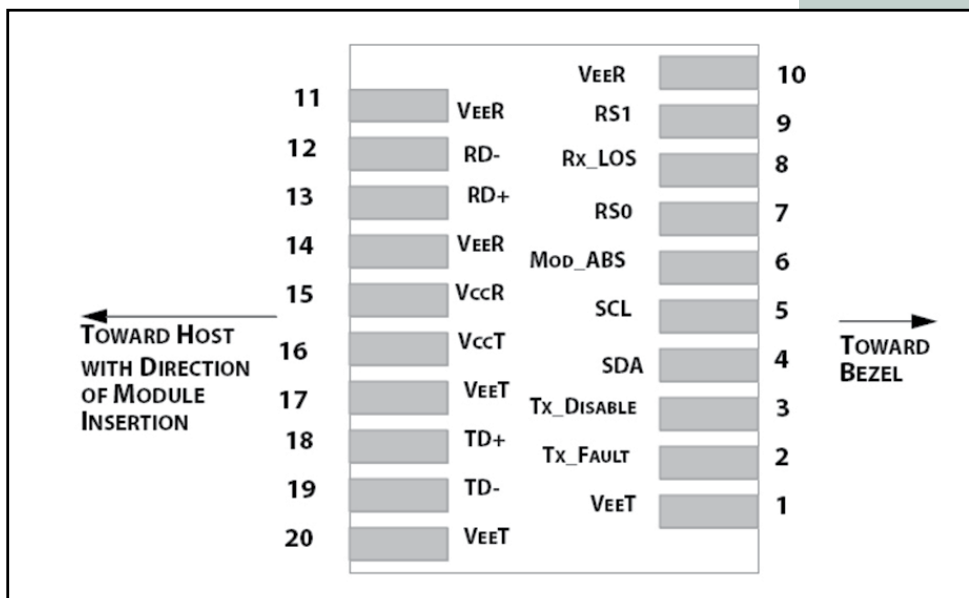 11 VEER
12 RD-
13 RD+
14 VEER
15 VCCR
16 VCCT
17 VEET
18 TD+
19 TD-
20 VEET
VEER 10
RS1 9
RX_LOS 8
RS0 7
MOD_ABS 6
SCL 5
SDA 4
TX_DISABLE 3
TX_FAULT 2
VEET 1
TOWARD HOST
WITH DIRECTION
OF MODULE
INSERTION
TOWARD
BEZEL